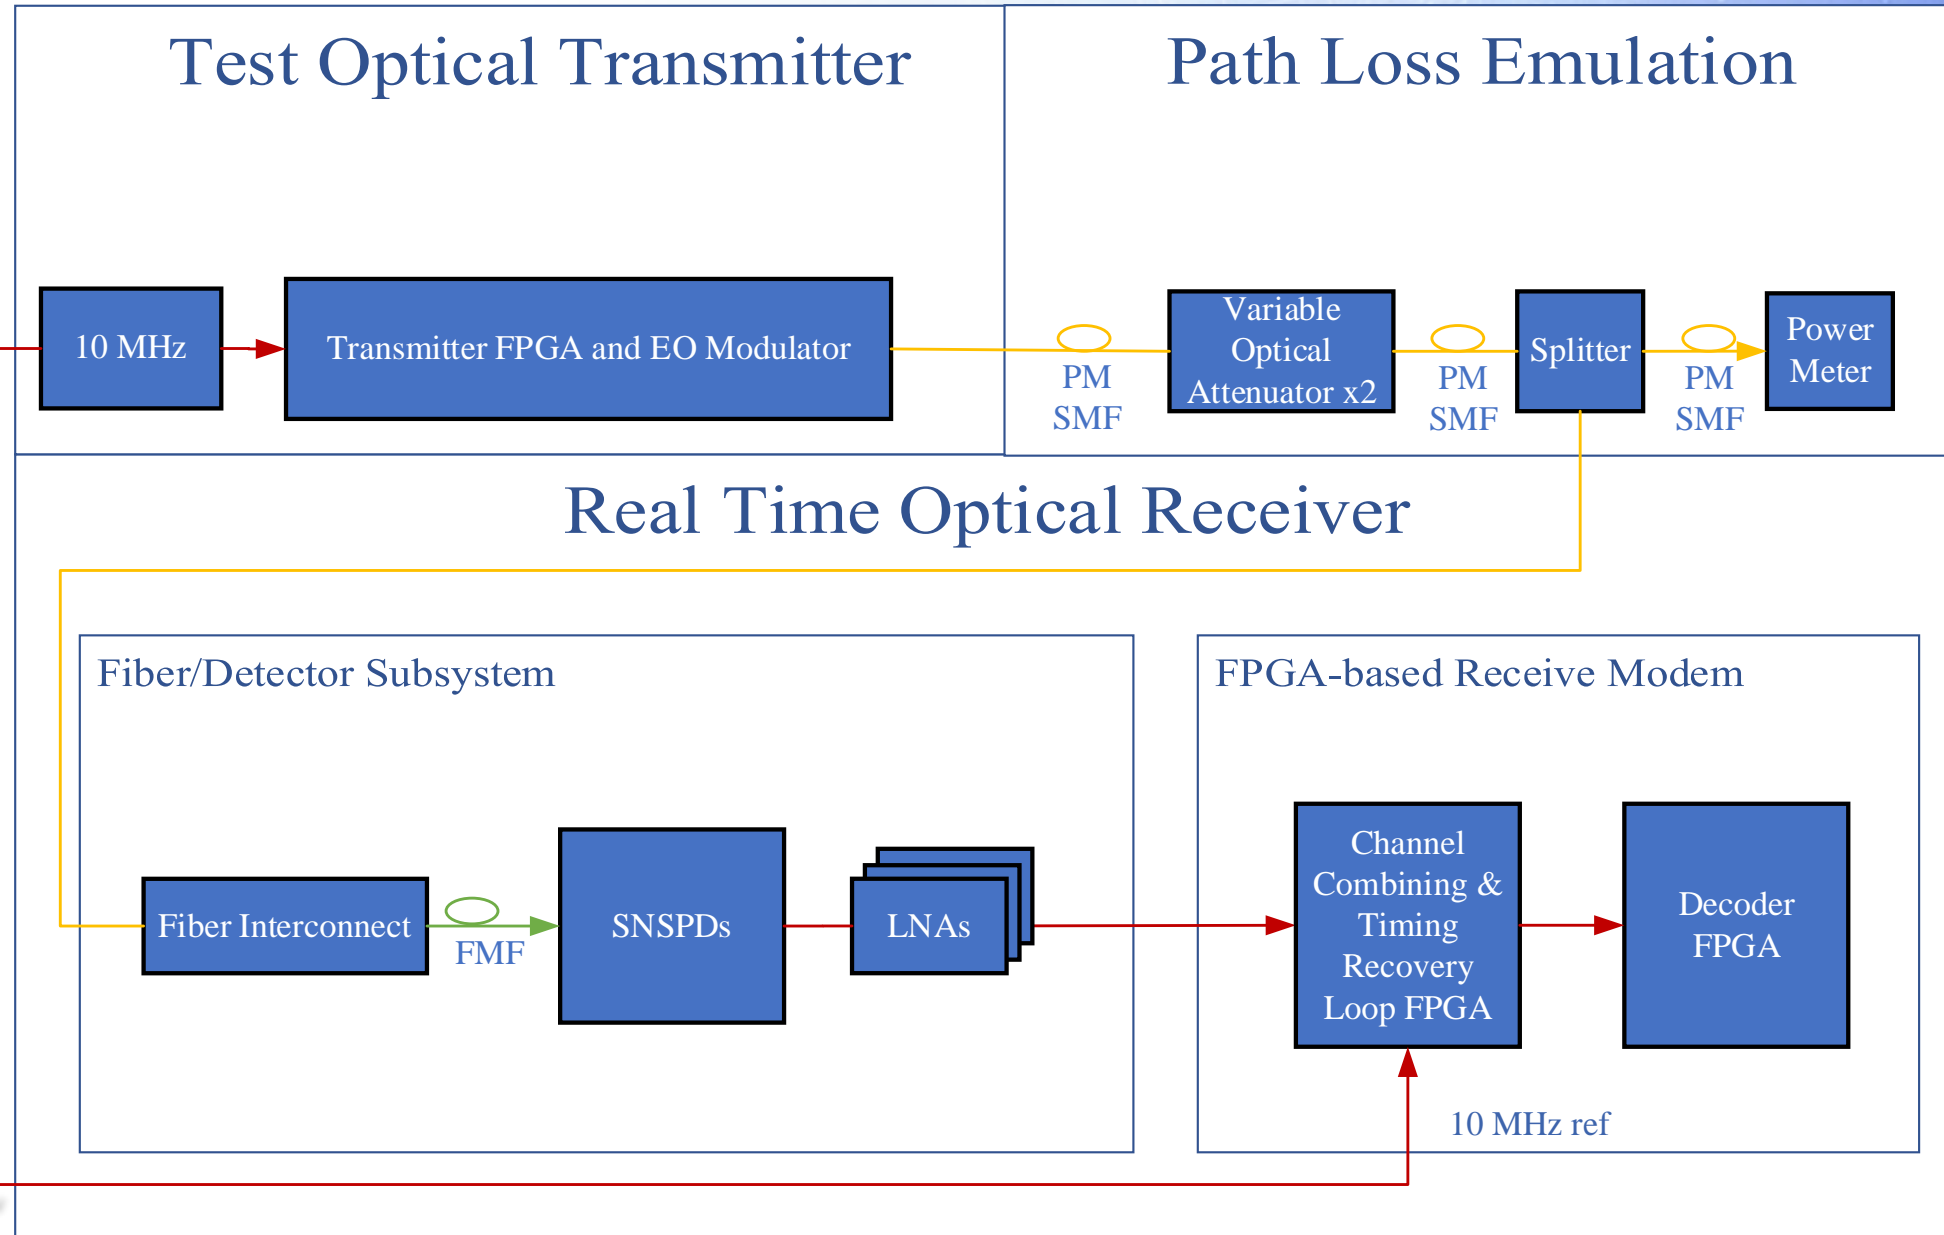 Test Optical Transmitter
Path Loss Emulation
10 MHz
Transmitter FPGA and EO Modulator
PM
SMF
Variable
Optical
Attenuator x2
PM
SMF
Splitter
PM
SMF
Power
Meter
Real Time Optical Receiver
Fiber/Detector Subsystem
Fiber Interconnect
FMF
SNSPDs
LNAs
FPGA-based Receive Modem
Channel
Combining &
Timing
Recovery
Loop FPGA
Decoder
FPGA
10 MHz ref